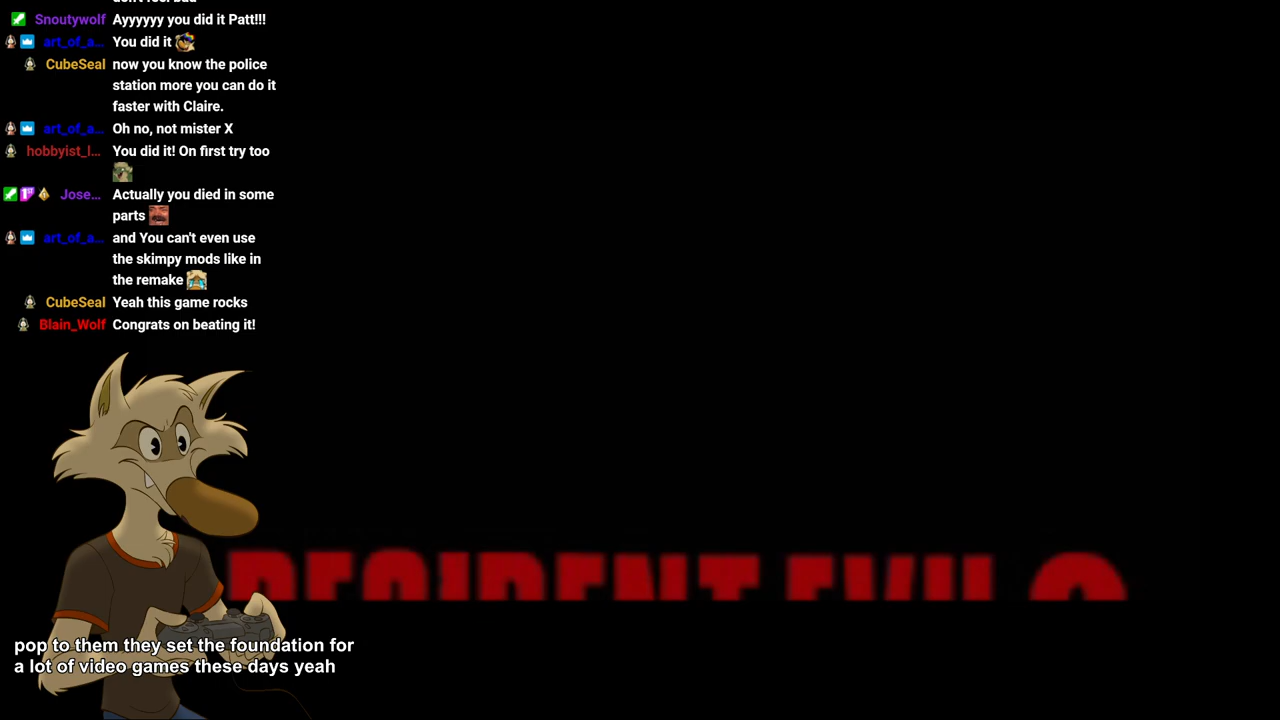 Snoutywolf Ayyyyyy you did it Patt!!!
art_of_a... You did it
CubeSeal now you know the police
station more you can do it
faster with Claire.
art_of_a... Oh no, not mister X
hobbyist_l... You did it! On first try too
Jose... Actually you died in some
parts
art_of_a... and You can't even use
the skimpy mods like in
the remake
CubeSeal Yeah this game rocks
Blain_Wolf Congrats on beating it!
RESIDENT EVIL 2
pop to them they set the foundation for
a lot of video games these days yeah